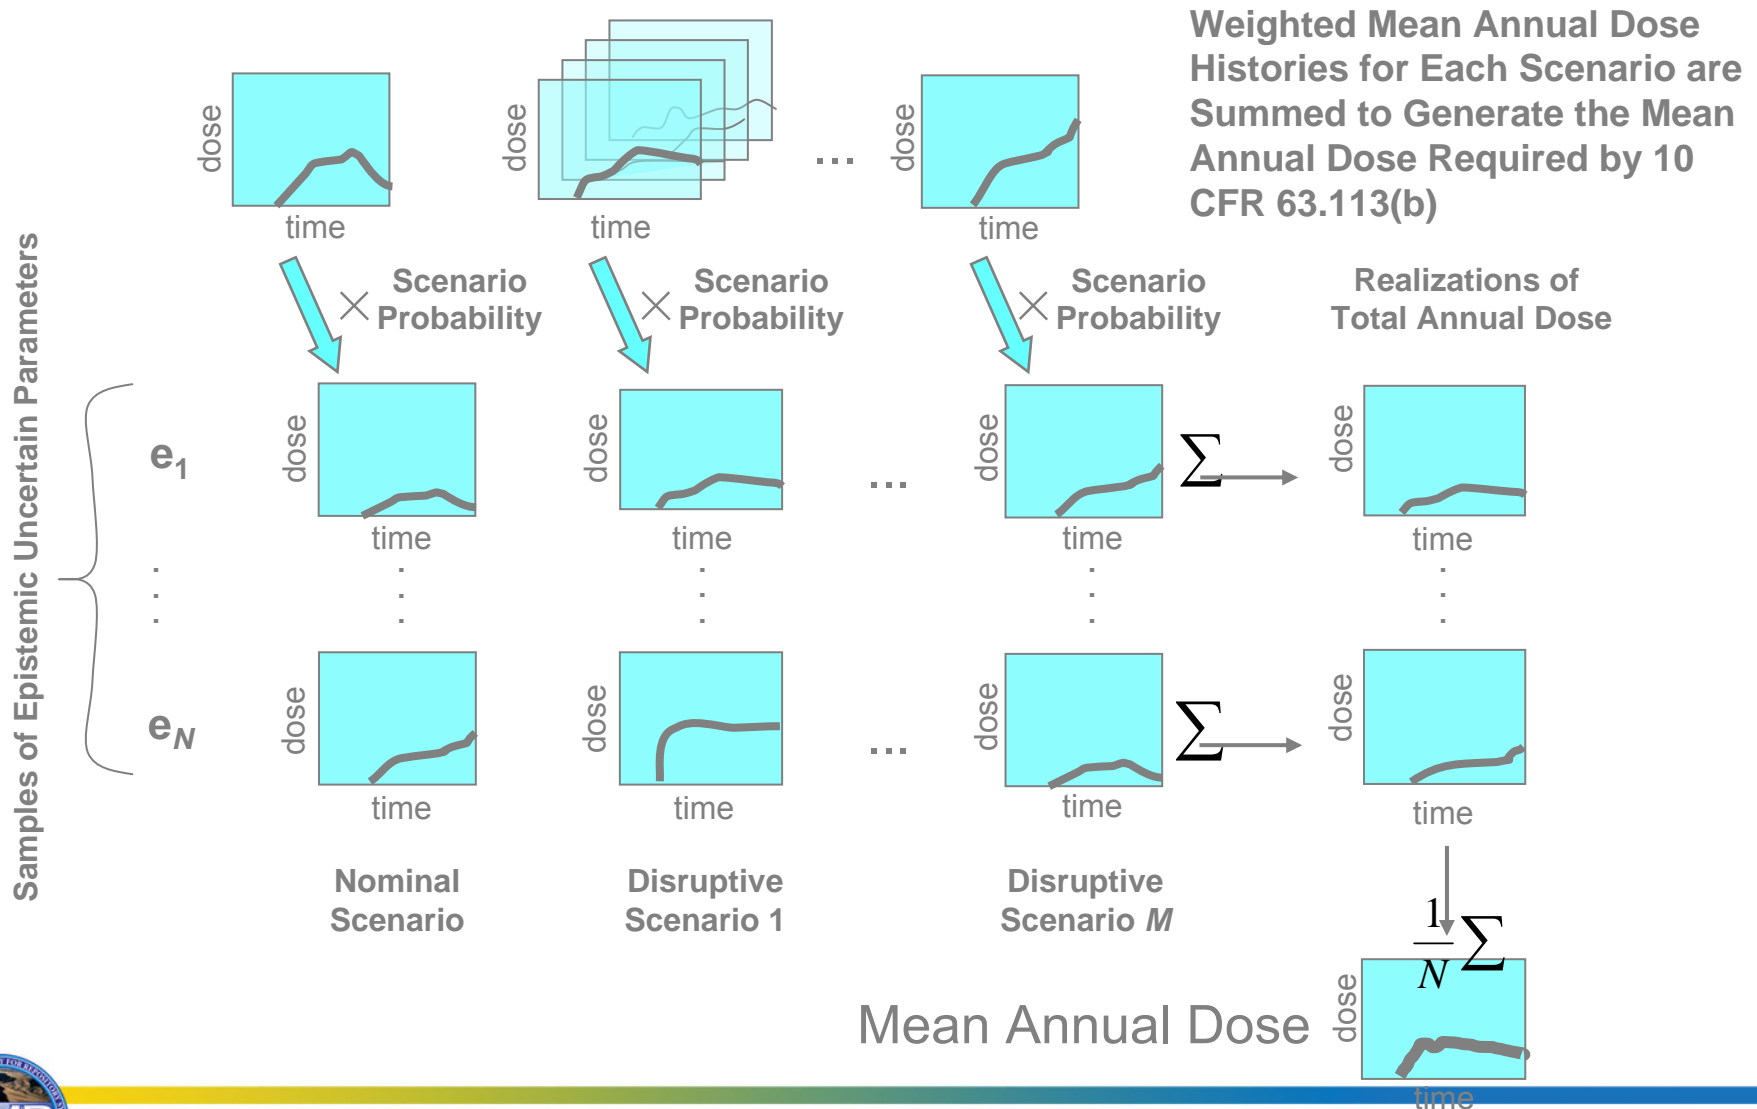 Weighted Mean Annual Dose
Histories for Each Scenario are
Summed to Generate the Mean
Annual Dose Required by 10
CFR 63.113(b)
dose
time
dose
time
...
dose
time
× Scenario
Probability
× Scenario
Probability
× Scenario
Probability
Realizations of
Total Annual Dose
Samples of Epistemic Uncertain Parameters
e1
dose
time
dose
time
...
dose
time
∑
dose
time
eN
dose
time
dose
time
...
dose
time
∑
dose
time
Nominal
Scenario
Disruptive
Scenario 1
Disruptive
Scenario M
1/N ∑
Mean Annual Dose
dose
time